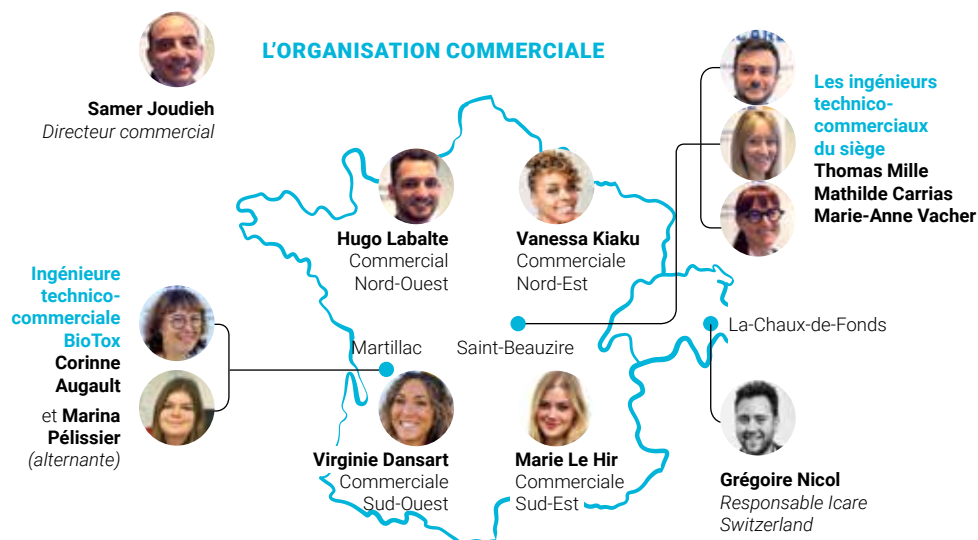 L'ORGANISATION COMMERCIALE
Samer Joudieh
Directeur commercial
Les ingénieurs
technico-
commerciaux
du siège
Thomas Mille
Mathilde Carrias
Marie-Anne Vacher
Hugo Labalte
Commercial
Nord-Ouest
Vanessa Kiaku
Commerciale
Nord-Est
Ingénieure
technico-
commerciale
BioTox
Corinne
Augault
et Marina
Pélissier
(alternante)
Martillac
Saint-Beauzire
La-Chaux-de-Fonds
Virginie Dansart
Commerciale
Sud-Ouest
Marie Le Hir
Commerciale
Sud-Est
Grégoire Nicol
Responsable Icare
Switzerland